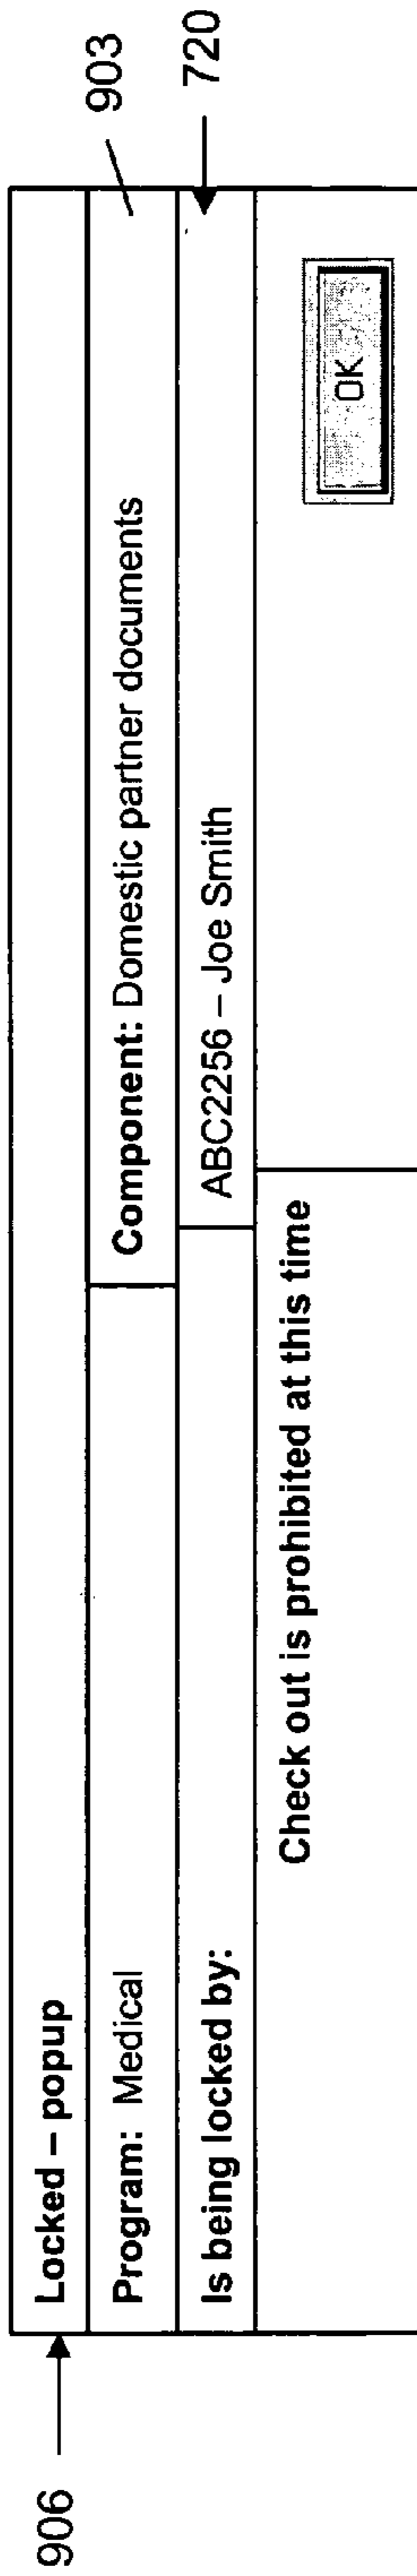 906
Locked – popup
Program: Medical
Component: Domestic partner documents
903
Is being locked by:
ABC2256 – Joe Smith
720
Check out is prohibited at this time
OK